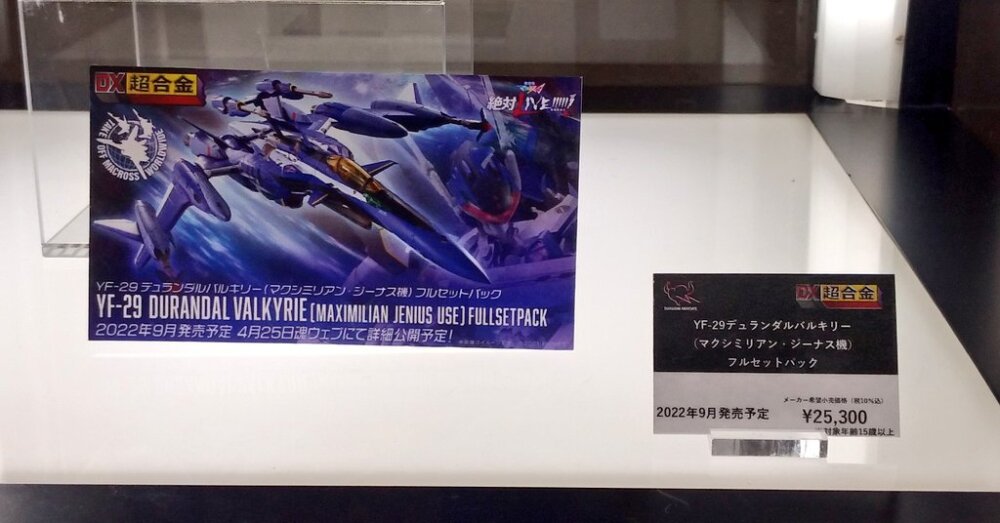 DX超合金
絶対LIVE!!!!!!
TAKE OFF MACROSS WORLDWIDE
YF-29 デュランダルバルキリー(マクシミリアン・ジーナス機) フルセットパック
YF-29 DURANDAL VALKYRIE (MAXIMILIAN JENIUS USE) FULLSETPACK
2022年9月発売予定 4月25日魂ウェブにて詳細公開予定!
DX超合金
YF-29デュランダルバルキリー
(マクシミリアン・ジーナス機)
フルセットパック
メーカー希望小売価格(税10%込)
2022年9月発売予定 ¥25,300
※対象年齢15歳以上